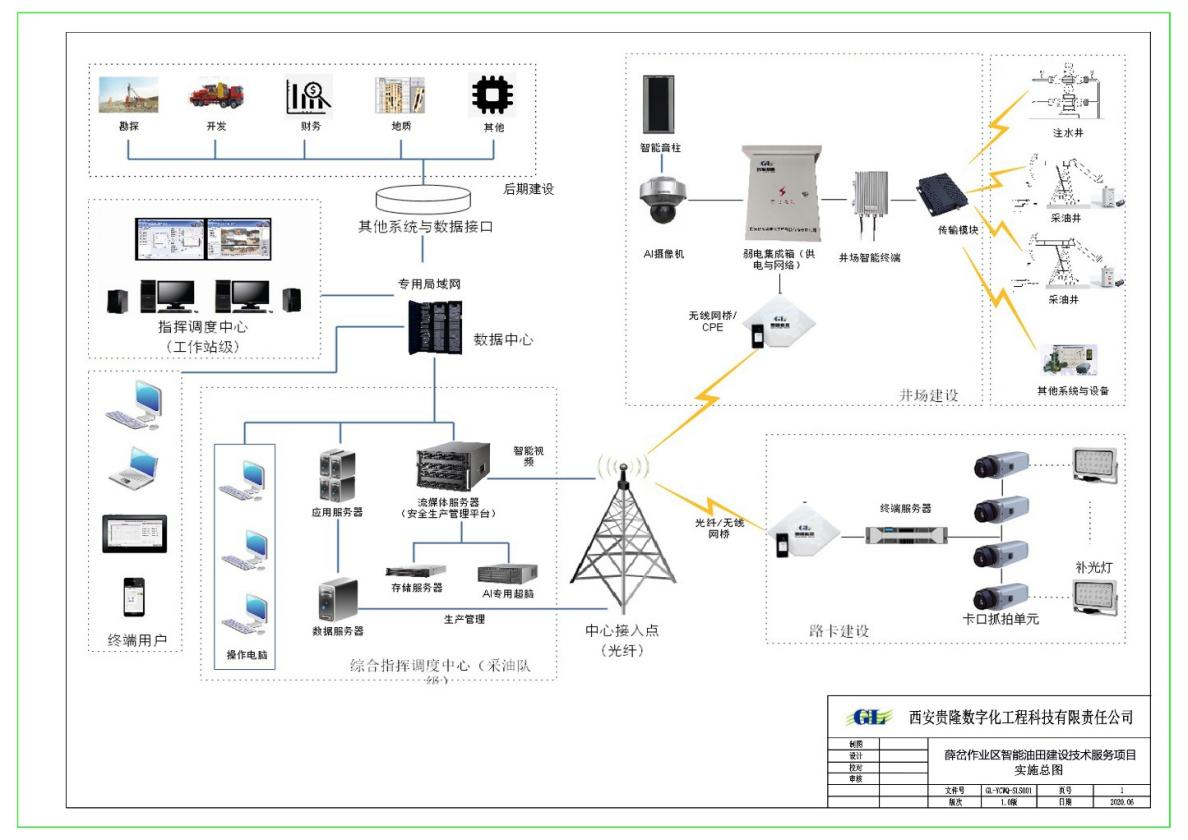 勘探
开发
财务
地质
其他
后期建设
其他系统与数据接口
专用局域网
指挥调度中心
（工作站级）
数据中心
终端用户
操作电脑
应用服务器
数据服务器
流媒体服务器
（安全生产管理平台）
智能视
频
存储服务器
AI专用超脑
生产管理
综合指挥调度中心（采油队
级）
中心接入点
（光纤）
智能音柱
AI摄像机
GL
弱电集成箱（供
电与网络）
井场智能终端
传输模块
无线网桥/
CPE
GL
井场建设
注水井
采油井
采油井
其他系统与设备
光纤/无线
网桥
GL
终端服务器
卡口抓拍单元
补光灯
路卡建设
GL 西安贵隆数字化工程科技有限责任公司
制图
设计
校对
审核
薛岔作业区智能油田建设技术服务项目
实施总图
文件号 GL-YCWQ-SLS001 页号 1
版次 1.0版 日期 2020.06